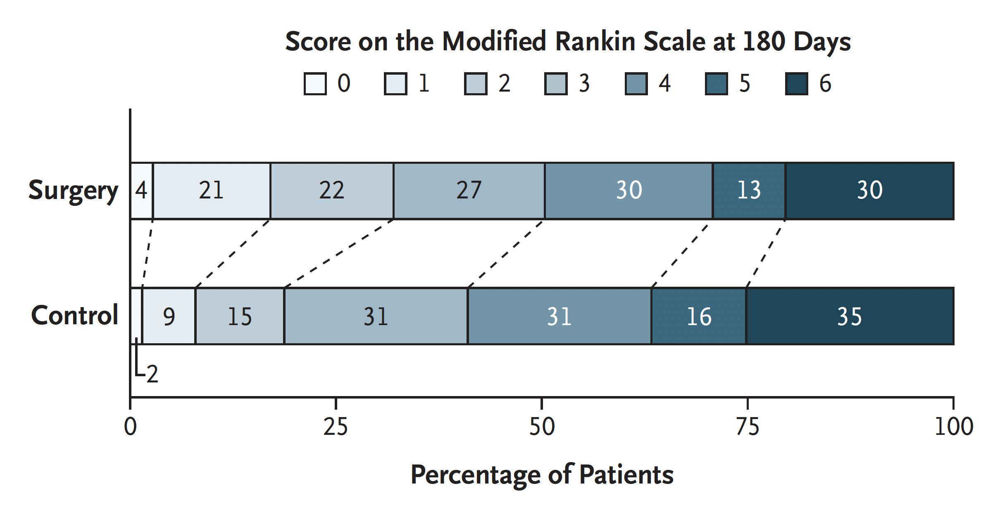 Score on the Modified Rankin Scale at 180 Days
0 1 2 3 4 5 6
Surgery 4 21 22 27 30 13 30
Control 9 15 31 31 16 35
2
0 25 50 75 100
Percentage of Patients